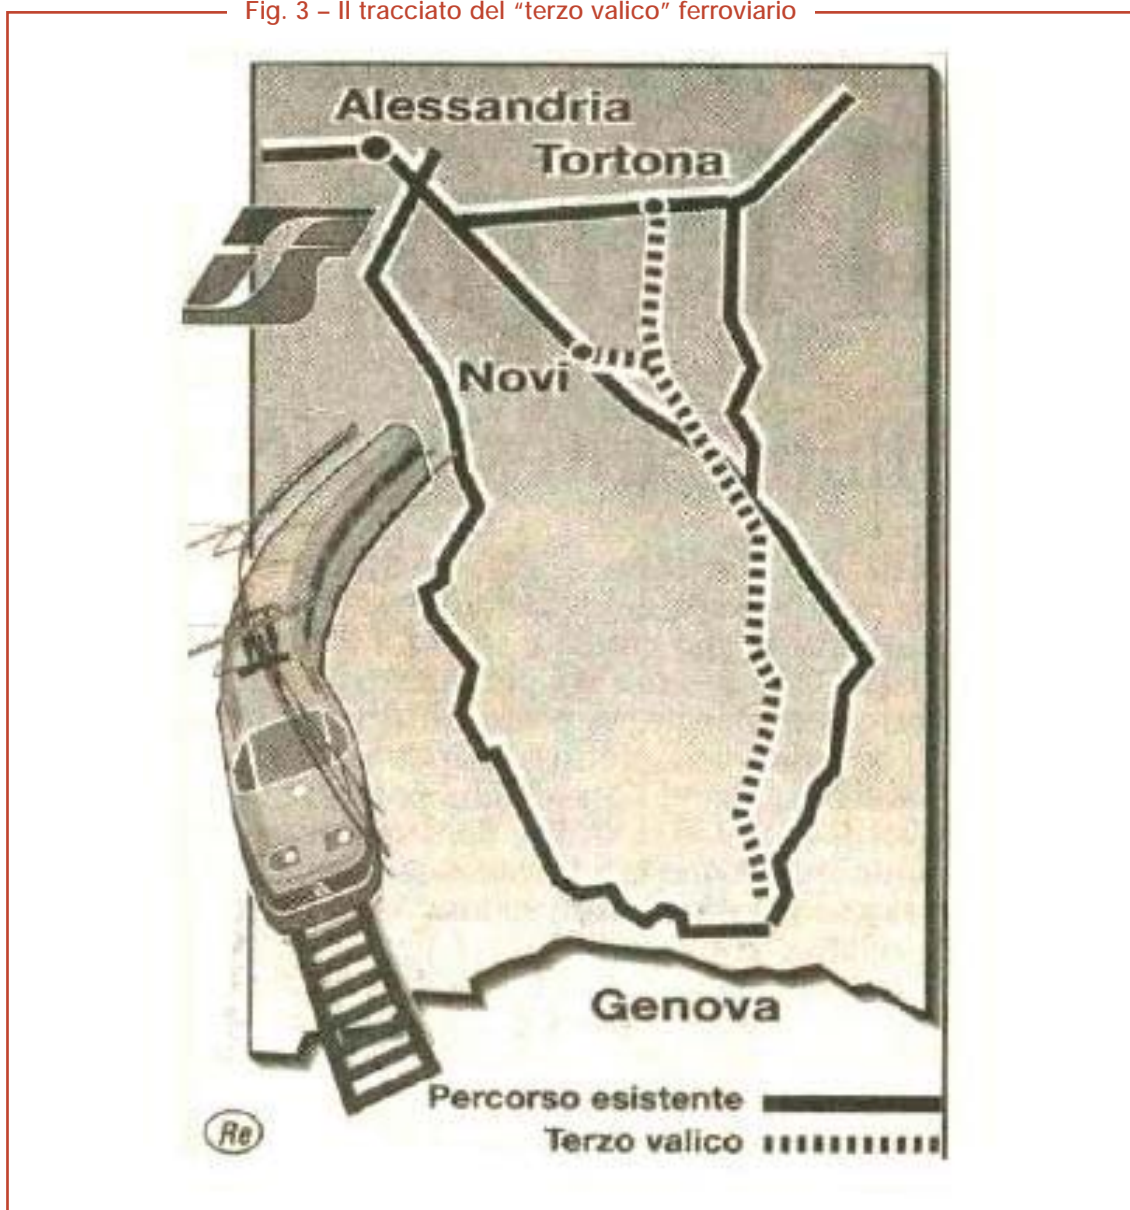 Fig. 3 – Il tracciato del “terzo valico” ferroviario
Alessandria
Tortona
Novi
Genova
Percorso esistente
Terzo valico
Re